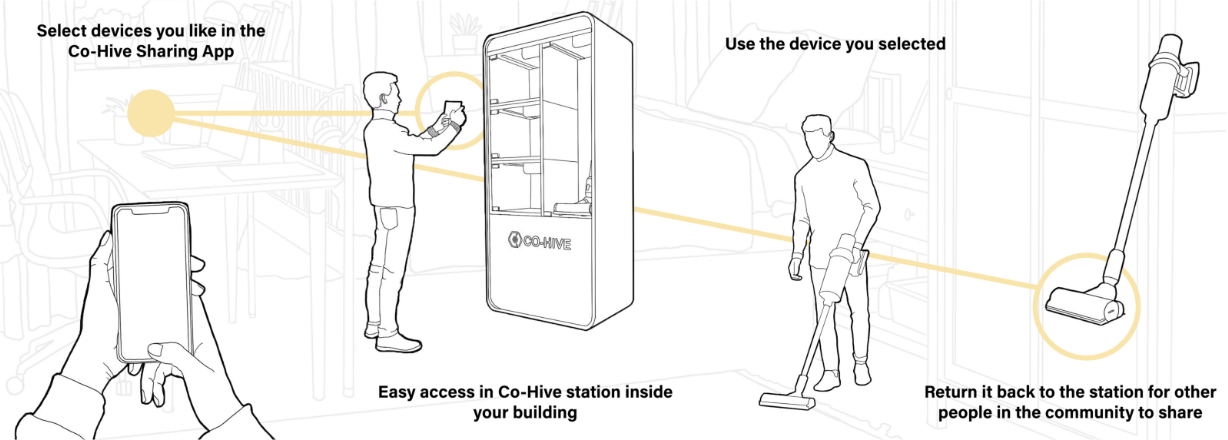 Select devices you like in the
Co-Hive Sharing App
CO-HIVE
Easy access in Co-Hive station inside
your building
Use the device you selected
Return it back to the station for other
people in the community to share